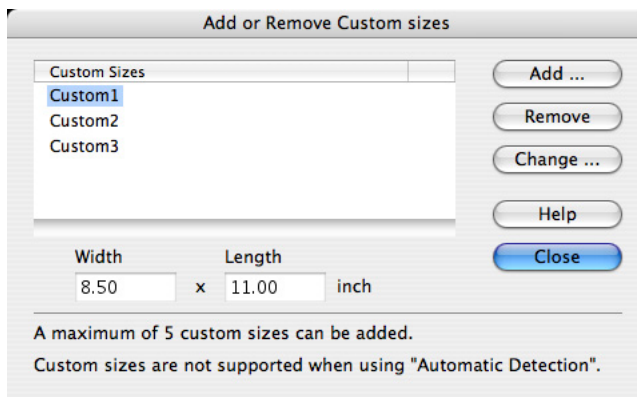 Add or Remove Custom sizes
Custom Sizes
Custom1
Custom2
Custom3
Add ...
Remove
Change ...
Help
Close
Width Length
8.50 x 11.00 inch
A maximum of 5 custom sizes can be added.
Custom sizes are not supported when using "Automatic Detection".